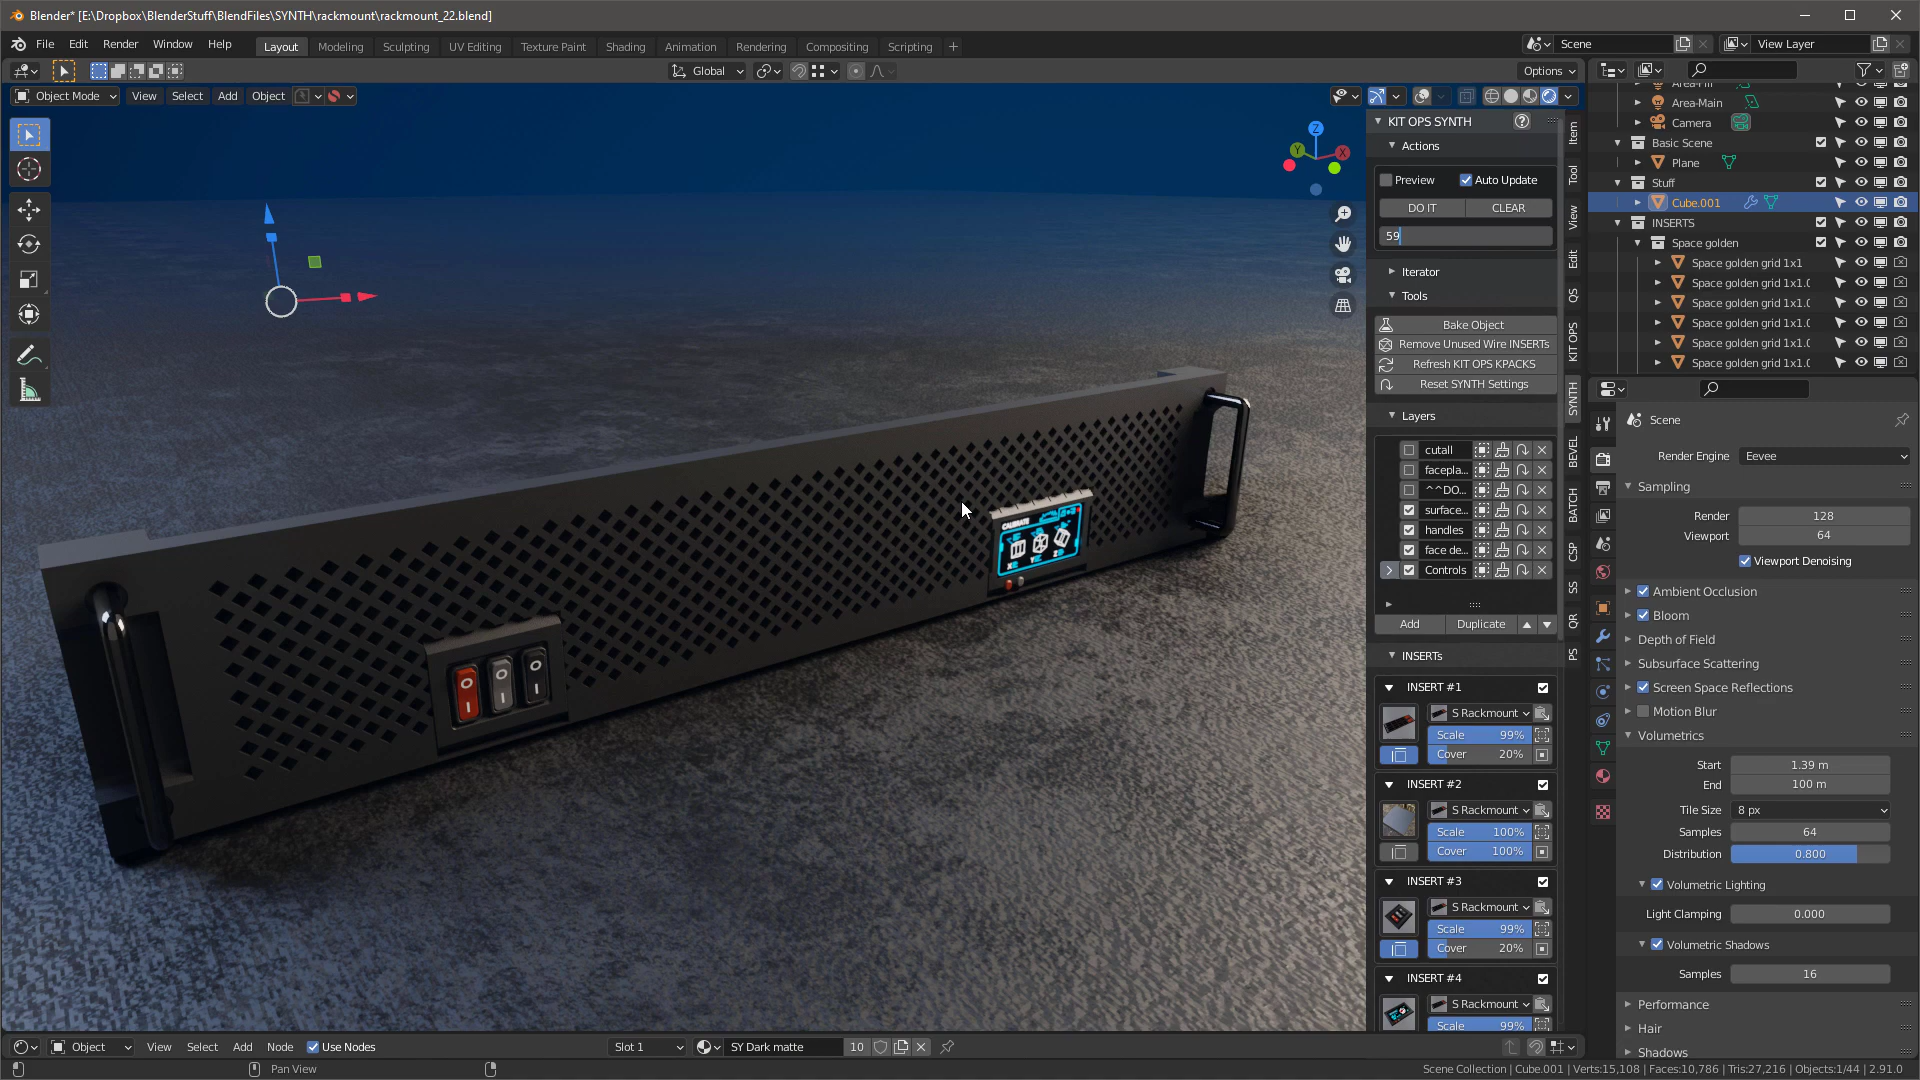 Blender* [E:\Dropbox\BlenderStuff\BlendFiles\SYNTH\rackmount\rackmount_22.blend]
File Edit Render Window Help Layout Modeling Sculpting UV Editing Texture Paint Shading Animation Rendering Compositing Scripting + Scene View Layer
Global Options
Object Mode View Select Add Object
Z
Y X
CALIBRATE
KIT OPS SYNTH
Actions
Preview Auto Update
DO IT CLEAR
59
Iterator
Tools
Bake Object
Remove Unused Wire INSERTs
Refresh KIT OPS KPACKS
Reset SYNTH Settings
Layers
cutall
facepla...
^^DO...
surface...
handles
face de...
Controls
Add Duplicate
INSERTs
INSERT #1
S Rackmount
Scale 99%
Cover 20%
INSERT #2
S Rackmount
Scale 100%
Cover 100%
INSERT #3
S Rackmount
Scale 99%
Cover 20%
INSERT #4
S Rackmount
Scale 99%
Item
Tool
View
Edit
QS
KIT OPS
SYNTH
BEVEL
BATCH
CSP
SS
QR
PS
Area-Fill
Area-Main
Camera
Basic Scene
Plane
Stuff
Cube.001
INSERTS
Space golden
Space golden grid 1x1
Space golden grid 1x1.0
Space golden grid 1x1.0
Space golden grid 1x1.0
Space golden grid 1x1.0
Space golden grid 1x1.0
Scene
Render Engine Eevee
Sampling
Render 128
Viewport 64
Viewport Denoising
Ambient Occlusion
Bloom
Depth of Field
Subsurface Scattering
Screen Space Reflections
Motion Blur
Volumetrics
Start 1.39 m
End 100 m
Tile Size 8 px
Samples 64
Distribution 0.800
Volumetric Lighting
Light Clamping 0.000
Volumetric Shadows
Samples 16
Performance
Hair
Shadows
Object View Select Add Node Use Nodes Slot 1 SY Dark matte 10
Pan View
Scene Collection | Cube.001 | Verts:15,108 | Faces:10,786 | Tris:27,216 | Objects:1/44 | 2.91.0